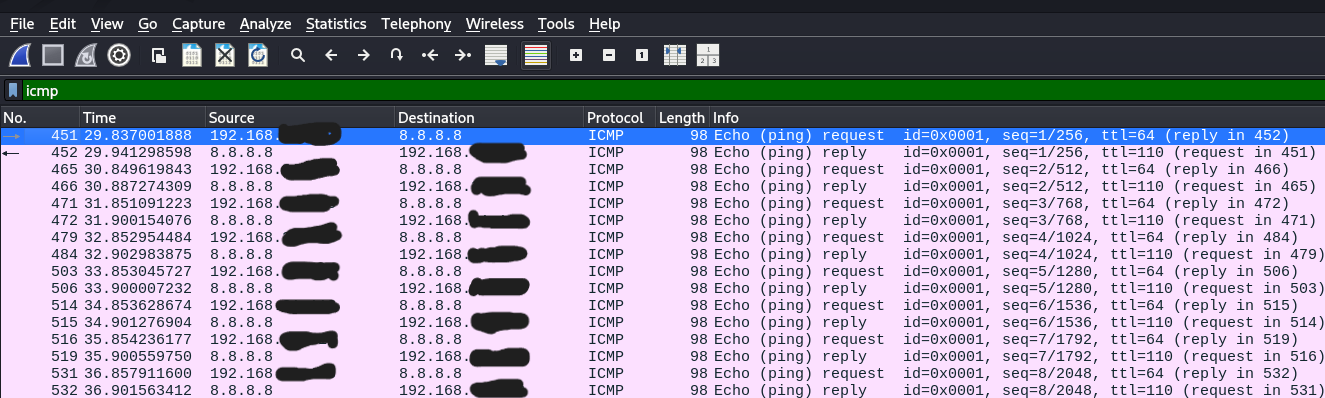 File Edit View Go Capture Analyze Statistics Telephony Wireless Tools Help
icmp
No. Time Source Destination Protocol Length Info
451 29.837001888 192.168. 8.8.8.8 ICMP 98 Echo (ping) request id=0x0001, seq=1/256, ttl=64 (reply in 452)
452 29.941298598 8.8.8.8 192.168. ICMP 98 Echo (ping) reply id=0x0001, seq=1/256, ttl=110 (request in 451)
465 30.849619843 192.168. 8.8.8.8 ICMP 98 Echo (ping) request id=0x0001, seq=2/512, ttl=64 (reply in 466)
466 30.887274309 8.8.8.8 192.168. ICMP 98 Echo (ping) reply id=0x0001, seq=2/512, ttl=110 (request in 465)
471 31.851091223 192.168. 8.8.8.8 ICMP 98 Echo (ping) request id=0x0001, seq=3/768, ttl=64 (reply in 472)
472 31.900154076 8.8.8.8 192.168. ICMP 98 Echo (ping) reply id=0x0001, seq=3/768, ttl=110 (request in 471)
479 32.852954484 192.168. 8.8.8.8 ICMP 98 Echo (ping) request id=0x0001, seq=4/1024, ttl=64 (reply in 484)
484 32.902983875 8.8.8.8 192.168. ICMP 98 Echo (ping) reply id=0x0001, seq=4/1024, ttl=110 (request in 479)
503 33.853045727 192.168. 8.8.8.8 ICMP 98 Echo (ping) request id=0x0001, seq=5/1280, ttl=64 (reply in 506)
506 33.900007232 8.8.8.8 192.168. ICMP 98 Echo (ping) reply id=0x0001, seq=5/1280, ttl=110 (request in 503)
514 34.853628674 192.168 8.8.8.8 ICMP 98 Echo (ping) request id=0x0001, seq=6/1536, ttl=64 (reply in 515)
515 34.901276904 8.8.8.8 192.168. ICMP 98 Echo (ping) reply id=0x0001, seq=6/1536, ttl=110 (request in 514)
516 35.854236177 192.168. 8.8.8.8 ICMP 98 Echo (ping) request id=0x0001, seq=7/1792, ttl=64 (reply in 519)
519 35.900559750 8.8.8.8 192.168. ICMP 98 Echo (ping) reply id=0x0001, seq=7/1792, ttl=110 (request in 516)
531 36.857911600 192.168 8.8.8.8 ICMP 98 Echo (ping) request id=0x0001, seq=8/2048, ttl=64 (reply in 532)
532 36.901563412 8.8.8.8 192.168. ICMP 98 Echo (ping) reply id=0x0001, seq=8/2048, ttl=110 (request in 531)